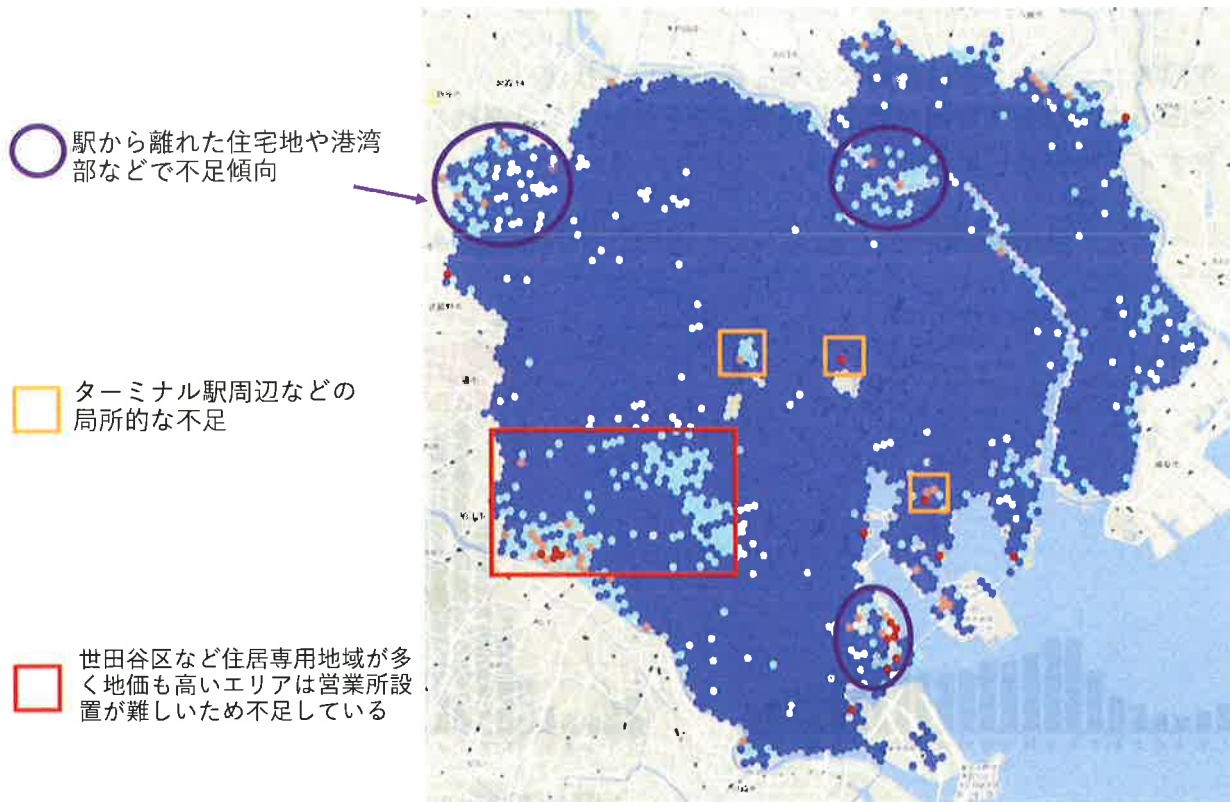 駅から離れた住宅地や港湾
部などで不足傾向
ターミナル駅周辺などの
局所的な不足
世田谷区など住居専用地域が多
く地価も高いエリアは営業所設
置が難しいため不足している